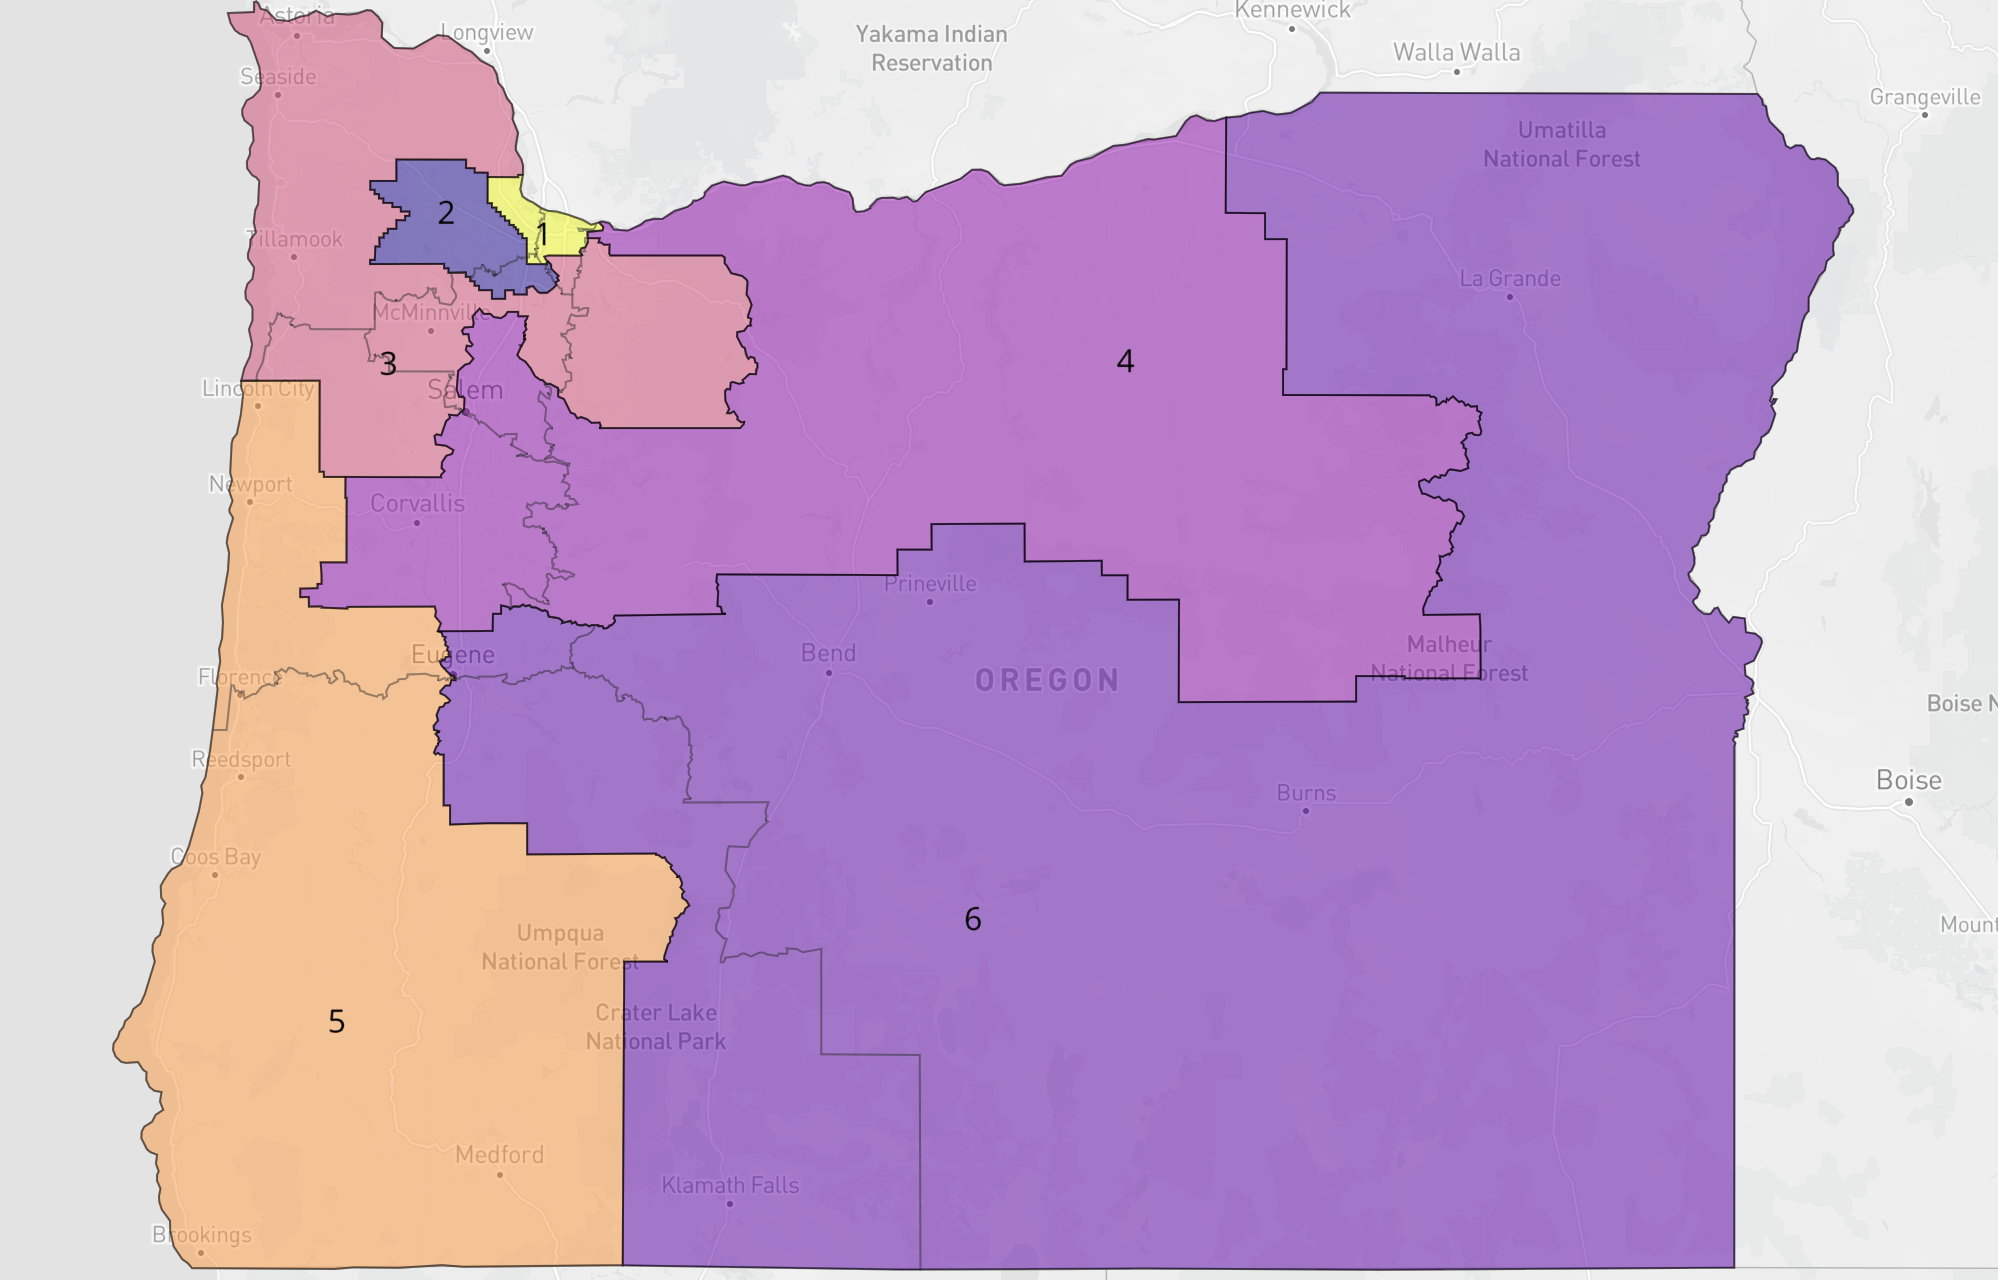 Astoria
Longview
Kennewick
Yakama Indian
Reservation
Walla Walla
Seaside
Grangeville
Umatilla
National Forest
2
1
Tillamook
La Grande
McMinnville
3
4
Lincoln City
Salem
Newport
Corvallis
Prineville
Malheur
National Forest
Eugene
Bend
OREGON
Florence
Boise N
Reedsport
Boise
Burns
Coos Bay
6
Umpqua
National Forest
Mount
Crater Lake
National Park
5
Medford
Klamath Falls
Brookings